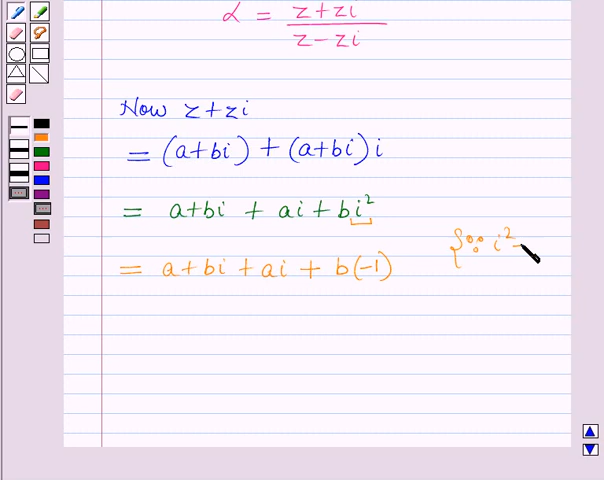 α = z+zi / z-zi
Now z+zi
= (a+bi) + (a+bi)i
= a+bi + ai+bi²
= a+bi+ai+b(-1) {∵ i²